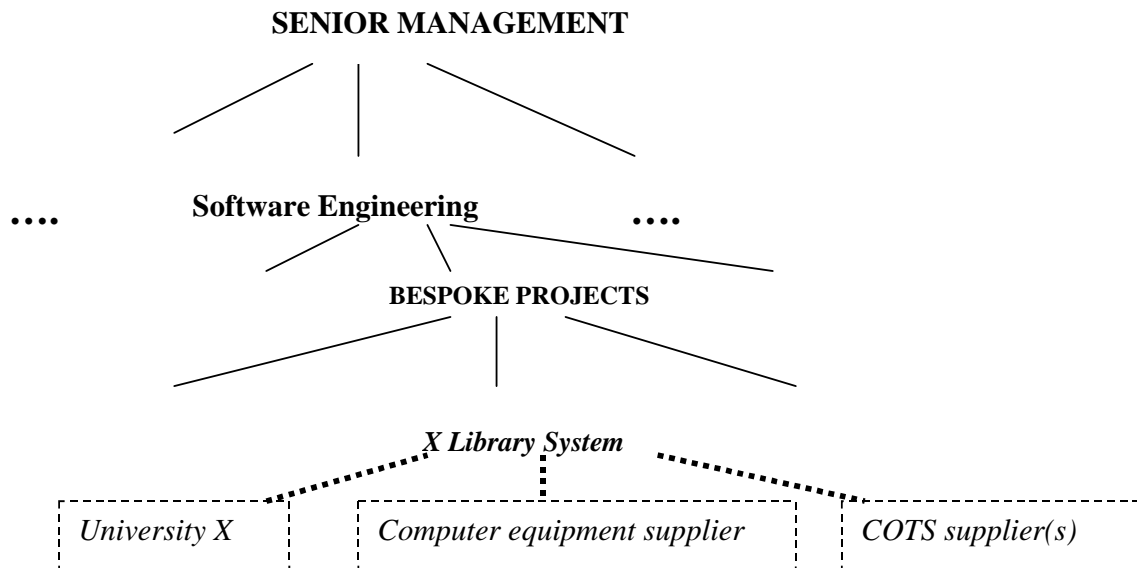 SENIOR MANAGEMENT
.... Software Engineering ....
BESPOKE PROJECTS
X Library System
University X Computer equipment supplier COTS supplier(s)